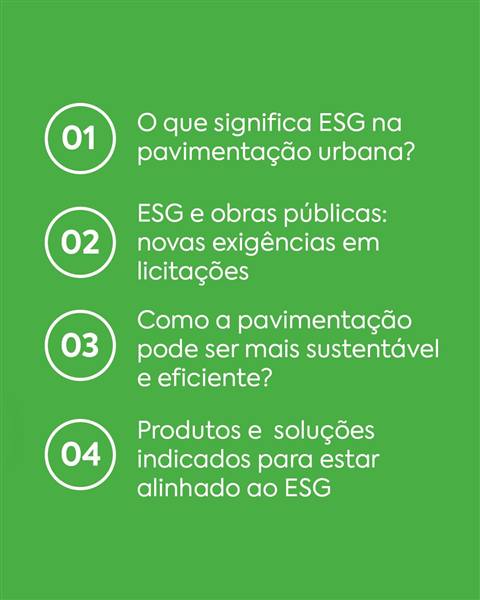 01
O que significa ESG na
pavimentação urbana?
02
ESG e obras públicas:
novas exigências em
licitações
03
Como a pavimentação
pode ser mais sustentável
e eficiente?
04
Produtos e  soluções
indicados para estar
alinhado ao ESG